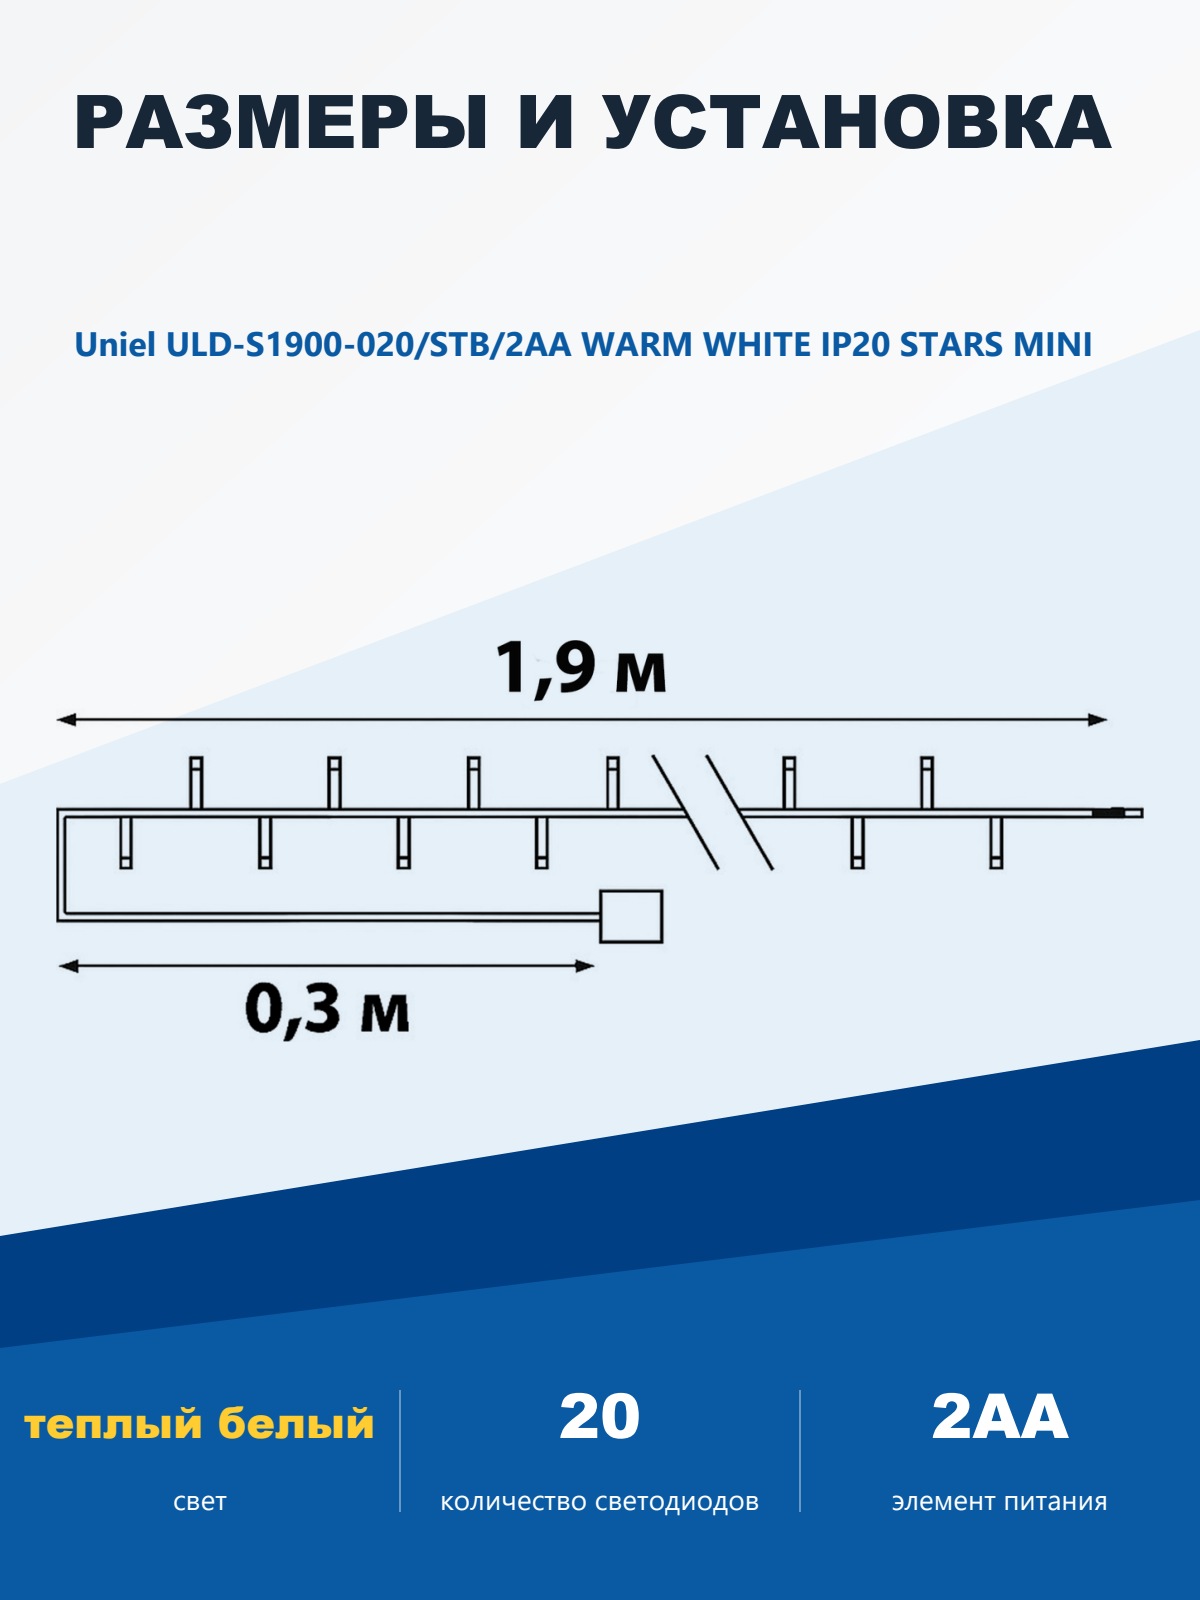 РАЗМЕРЫ И УСТАНОВКА
Uniel ULD-S1900-020/STB/2AA WARM WHITE IP20 STARS MINI
1,9 м
0,3 м
теплый белый
свет
20
количество светодиодов
2AA
элемент питания